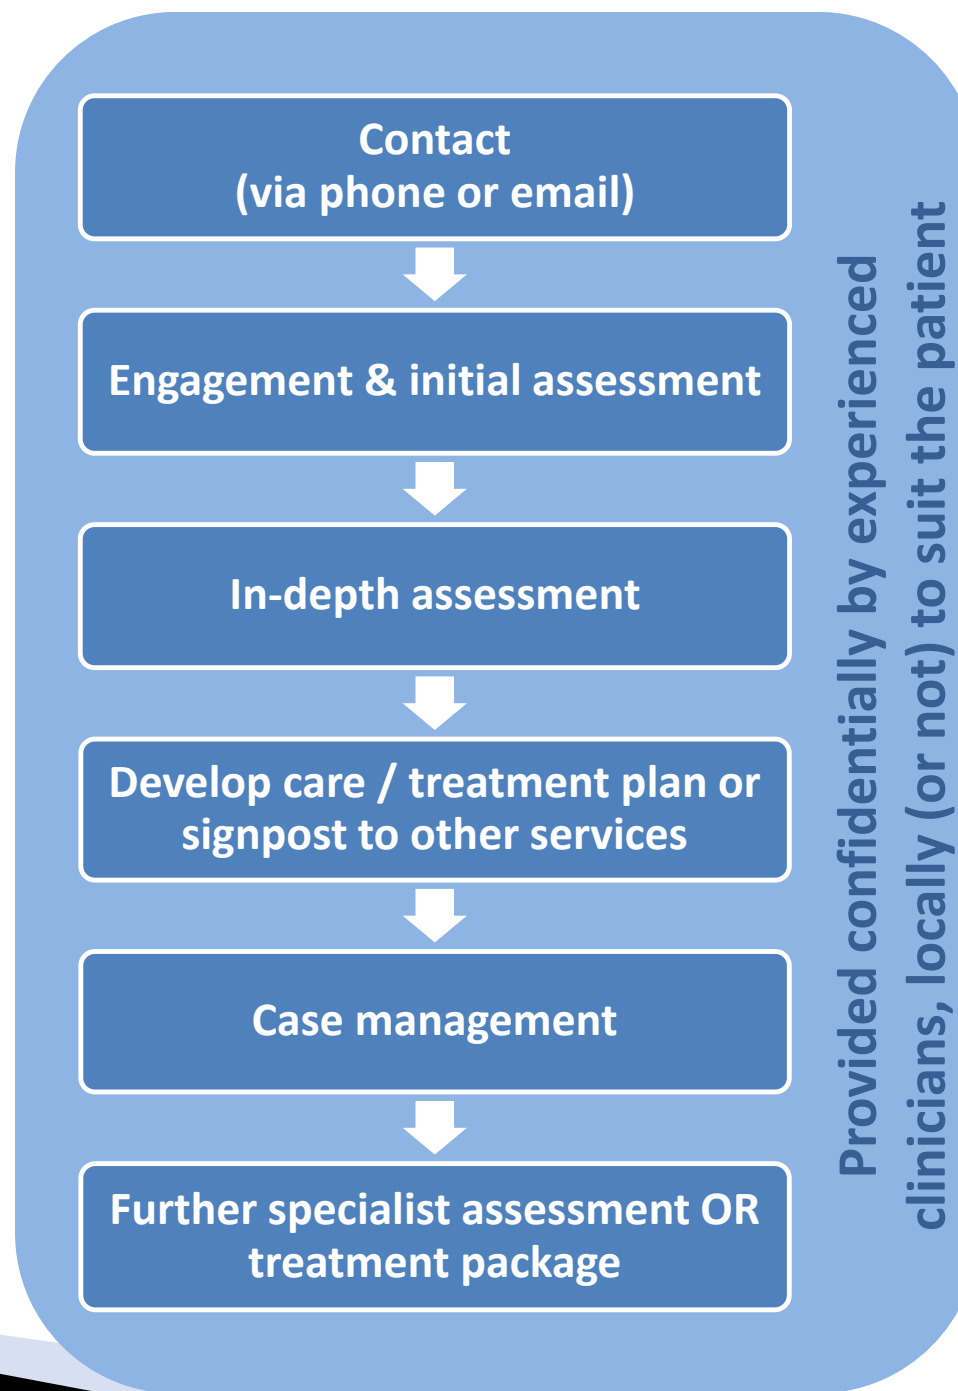 Contact
(via phone or email)
Engagement & initial assessment
In-depth assessment
Develop care / treatment plan or
signpost to other services
Case management
Further specialist assessment OR
treatment package
Provided confidentially by experienced
clinicians, locally (or not) to suit the patient